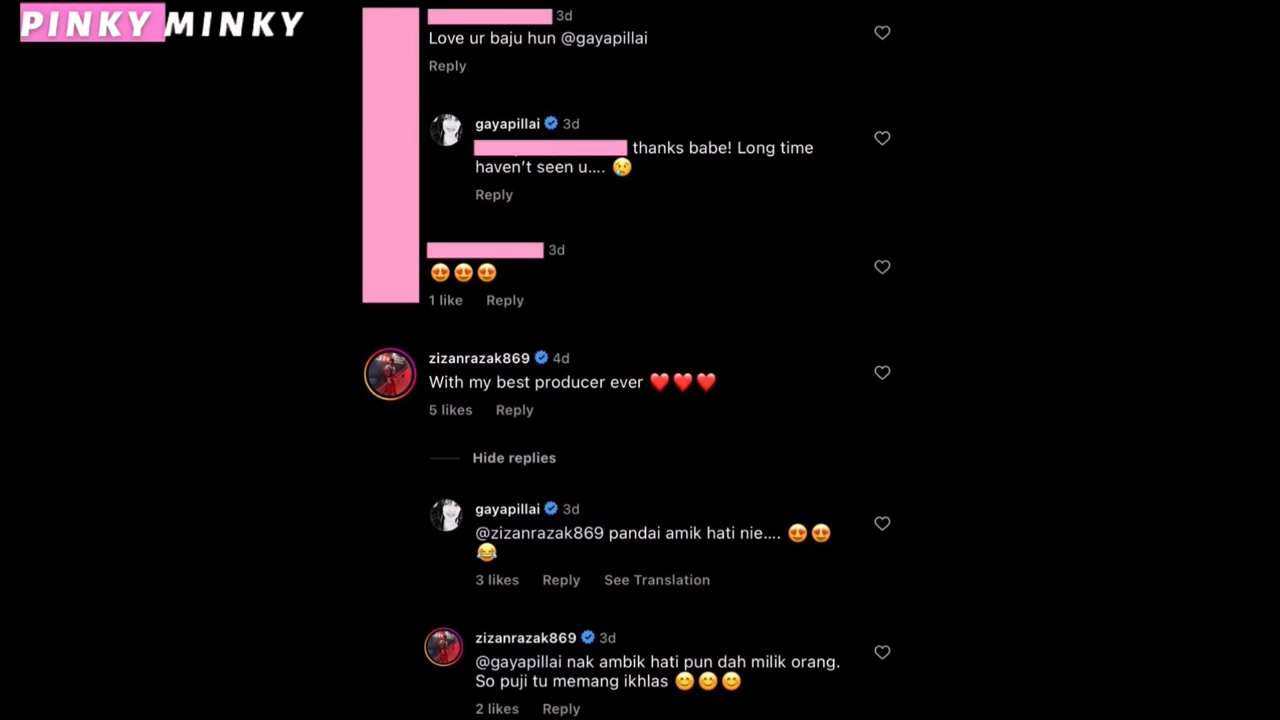 PINKY MINKY
3d
Love ur baju hun @gayapillai
Reply
gayapillai 3d
thanks babe! Long time
haven't seen u.... 😢
Reply
3d
😍😍😍
1 like Reply
zizanrazak869 4d
With my best producer ever ❤️❤️❤️
5 likes Reply
Hide replies
gayapillai 3d
@zizanrazak869 pandai amik hati nie.... 😍😍
😂
3 likes Reply See Translation
zizanrazak869 3d
@gayapillai nak ambik hati pun dah milik orang.
So puji tu memang ikhlas 😊😊😊
2 likes Reply